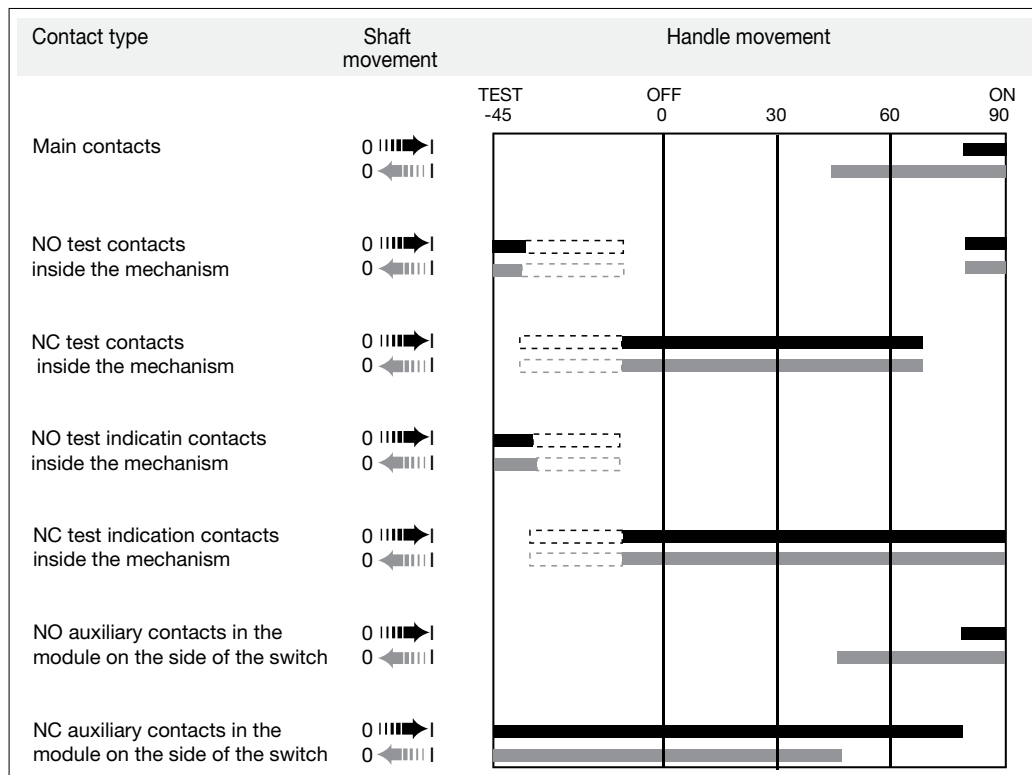 Contact type Shaft movement Handle movement
TEST OFF ON
-45 0 30 60 90
Main contacts 0 I
0 I
NO test contacts 0 I
inside the mechanism 0 I
NC test contacts 0 I
inside the mechanism 0 I
NO test indicatin contacts 0 I
inside the mechanism 0 I
NC test indication contacts 0 I
inside the mechanism 0 I
NO auxiliary contacts in the 0 I
module on the side of the switch 0 I
NC auxiliary contacts in the 0 I
module on the side of the switch 0 I